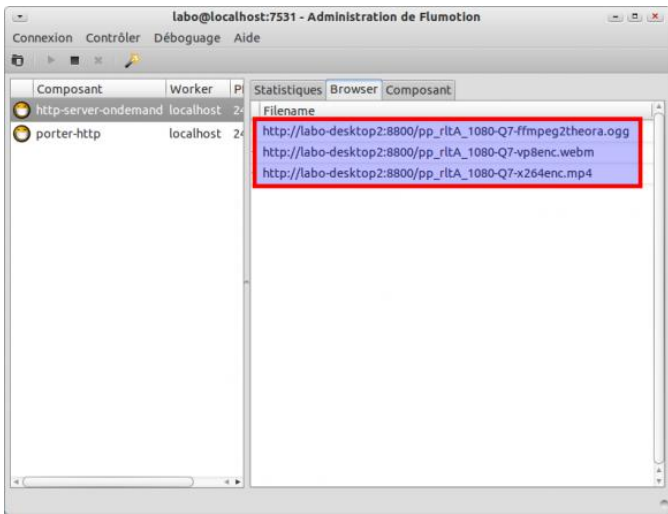 labo@localhost:7531 - Administration de Flumotion
Connexion Contrôler Déboguage Aide
Composant Worker
http-server-ondemand localhost 24
porter-http localhost 24
Statistiques Browser Composant
Filename
http://labo-desktop2:8800/pp_rltA_1080-Q7-ffmpeg2theora.ogg
http://labo-desktop2:8800/pp_rltA_1080-Q7-vp8enc.webm
http://labo-desktop2:8800/pp_rltA_1080-Q7-x264enc.mp4